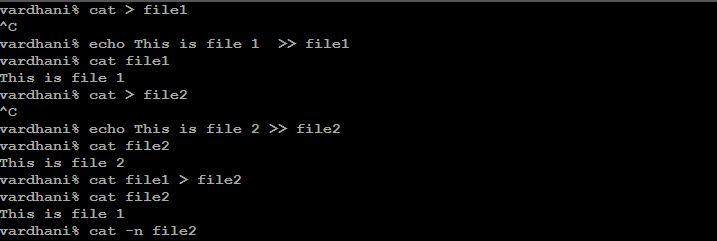 vardhani% cat > file1
^C
vardhani% echo This is file 1  >> file1
vardhani% cat file1
This is file 1
vardhani% cat > file2
^C
vardhani% echo This is file 2 >> file2
vardhani% cat file2
This is file 2
vardhani% cat file1 > file2
vardhani% cat file2
This is file 1
vardhani% cat -n file2